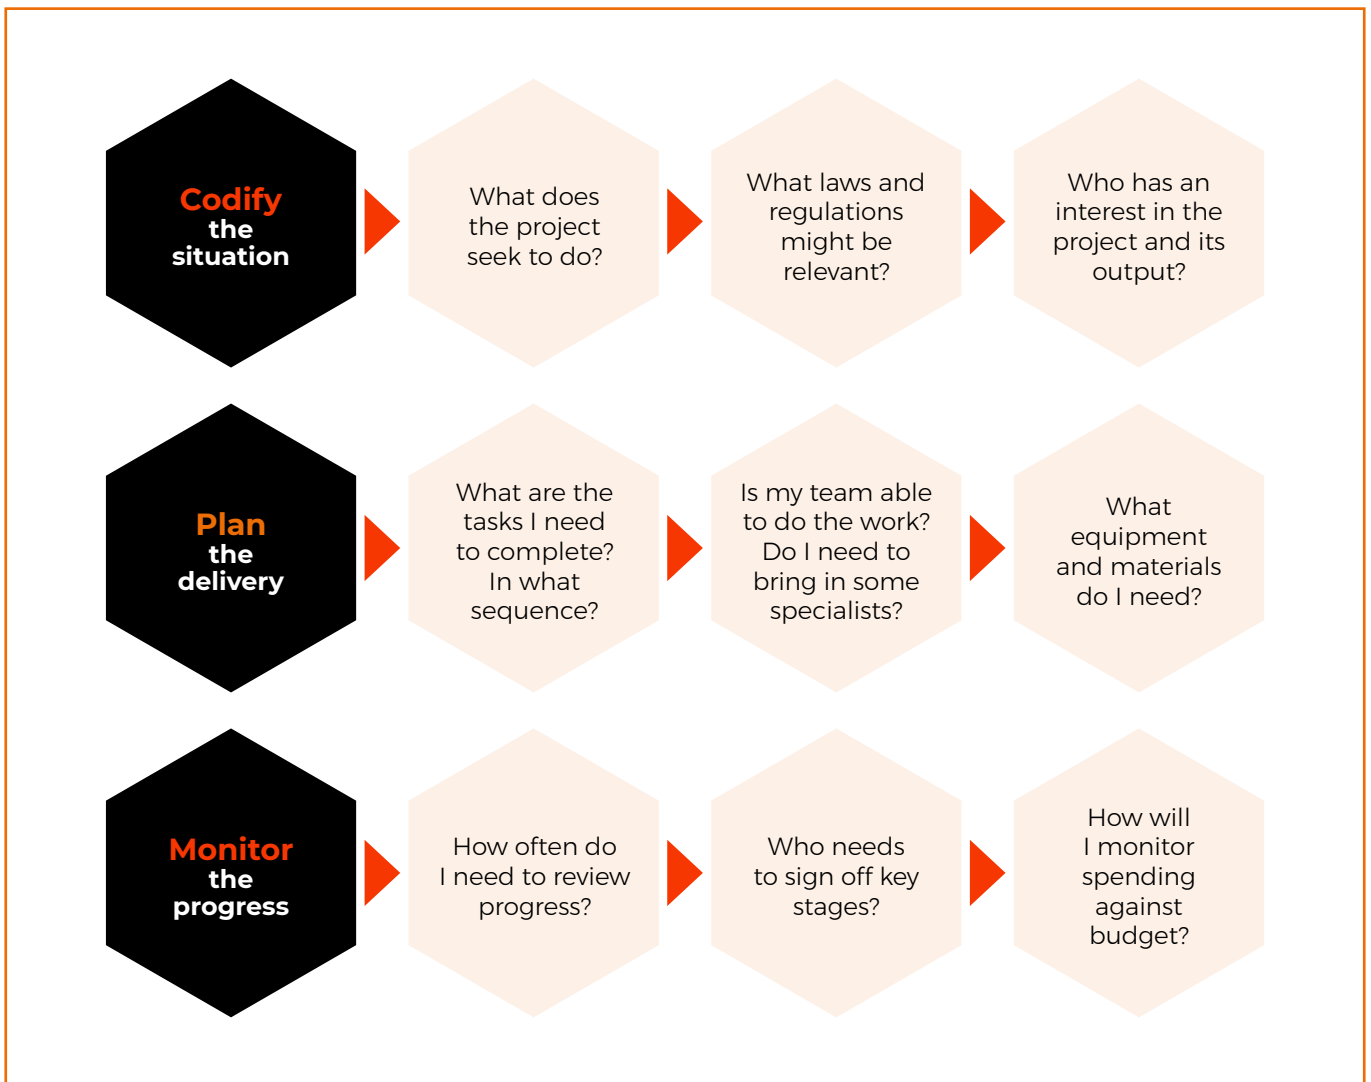 Codify
the
situation
What does
the project
seek to do?
What laws and
regulations
might be
relevant?
Who has an
interest in the
project and its
output?
Plan
the
delivery
What are the
tasks I need
to complete?
In what
sequence?
Is my team able
to do the work?
Do I need to
bring in some
specialists?
What
equipment
and materials
do I need?
Monitor
the
progress
How often do
I need to review
progress?
Who needs
to sign off key
stages?
How will
I monitor
spending
against
budget?